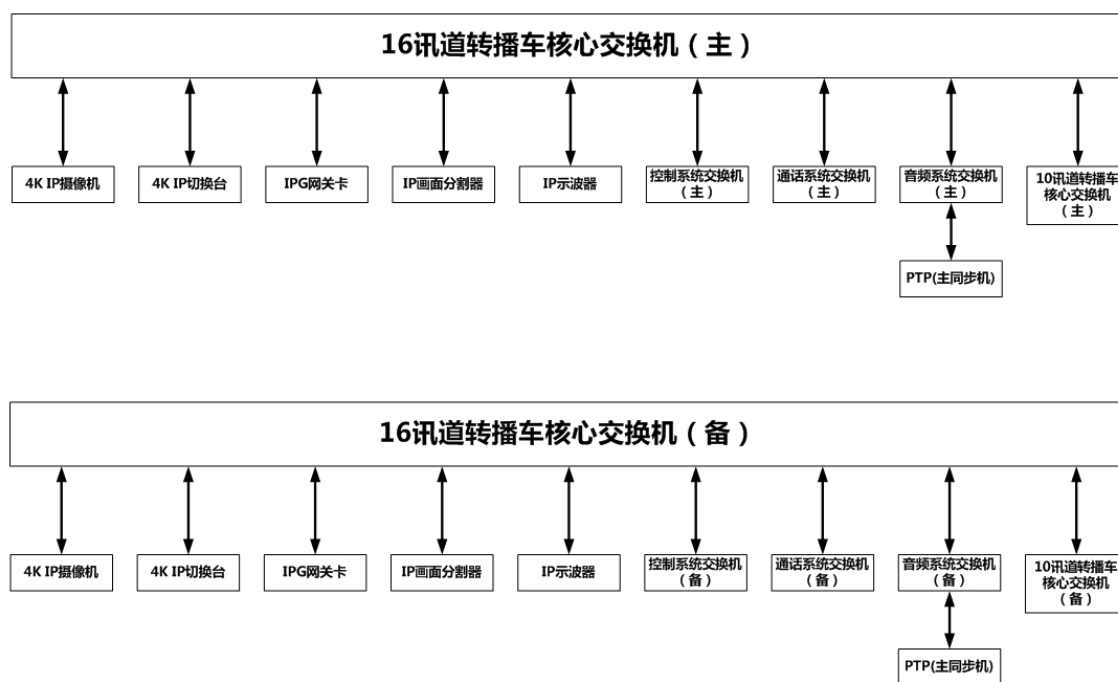 16讯道转播车核心交换机（主）
4K IP摄像机
4K IP切换台
IPG网关卡
IP画面分割器
IP示波器
控制系统交换机
（主）
通话系统交换机
（主）
音频系统交换机
（主）
10讯道转播车
核心交换机
（主）
PTP(主同步机)
16讯道转播车核心交换机（备）
4K IP摄像机
4K IP切换台
IPG网关卡
IP画面分割器
IP示波器
控制系统交换机
（备）
通话系统交换机
（备）
音频系统交换机
（备）
10讯道转播车
核心交换机
（备）
PTP(主同步机)